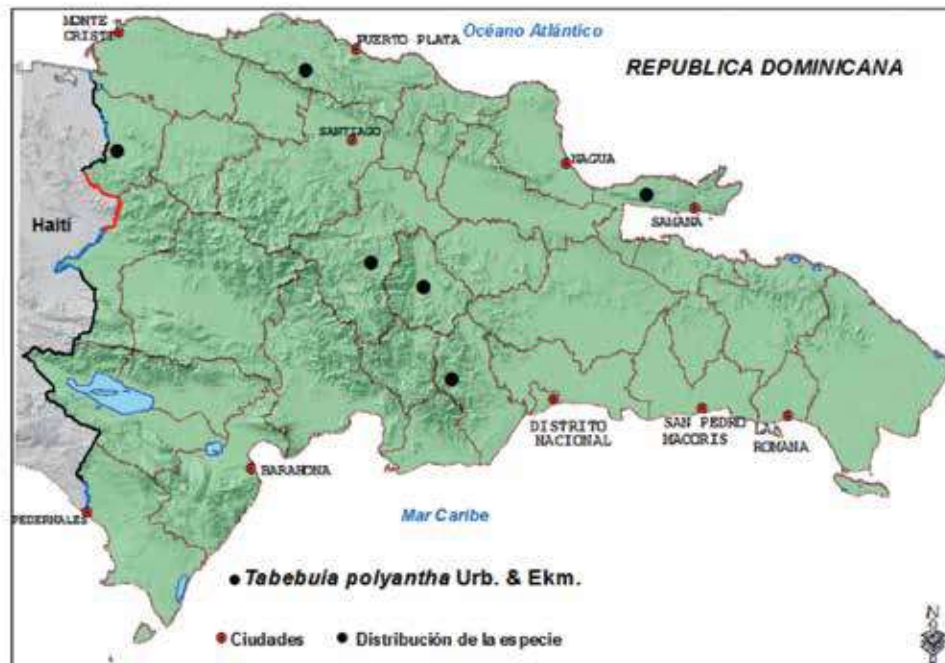 MONTE
CRISTI
PUERTO PLATA
Océano Atlántico
REPUBLICA DOMINICANA
SANTIAGO
NAGUA
SAMANA
Haití
DISTRITO
NACIONAL
SAN PEDRO
MACORIS
LA
ROMANA
BARAHONA
PEDERNALES
Mar Caribe
Tabebuia polyantha Urb. & Ekm.
Ciudades
Distribución de la especie
N